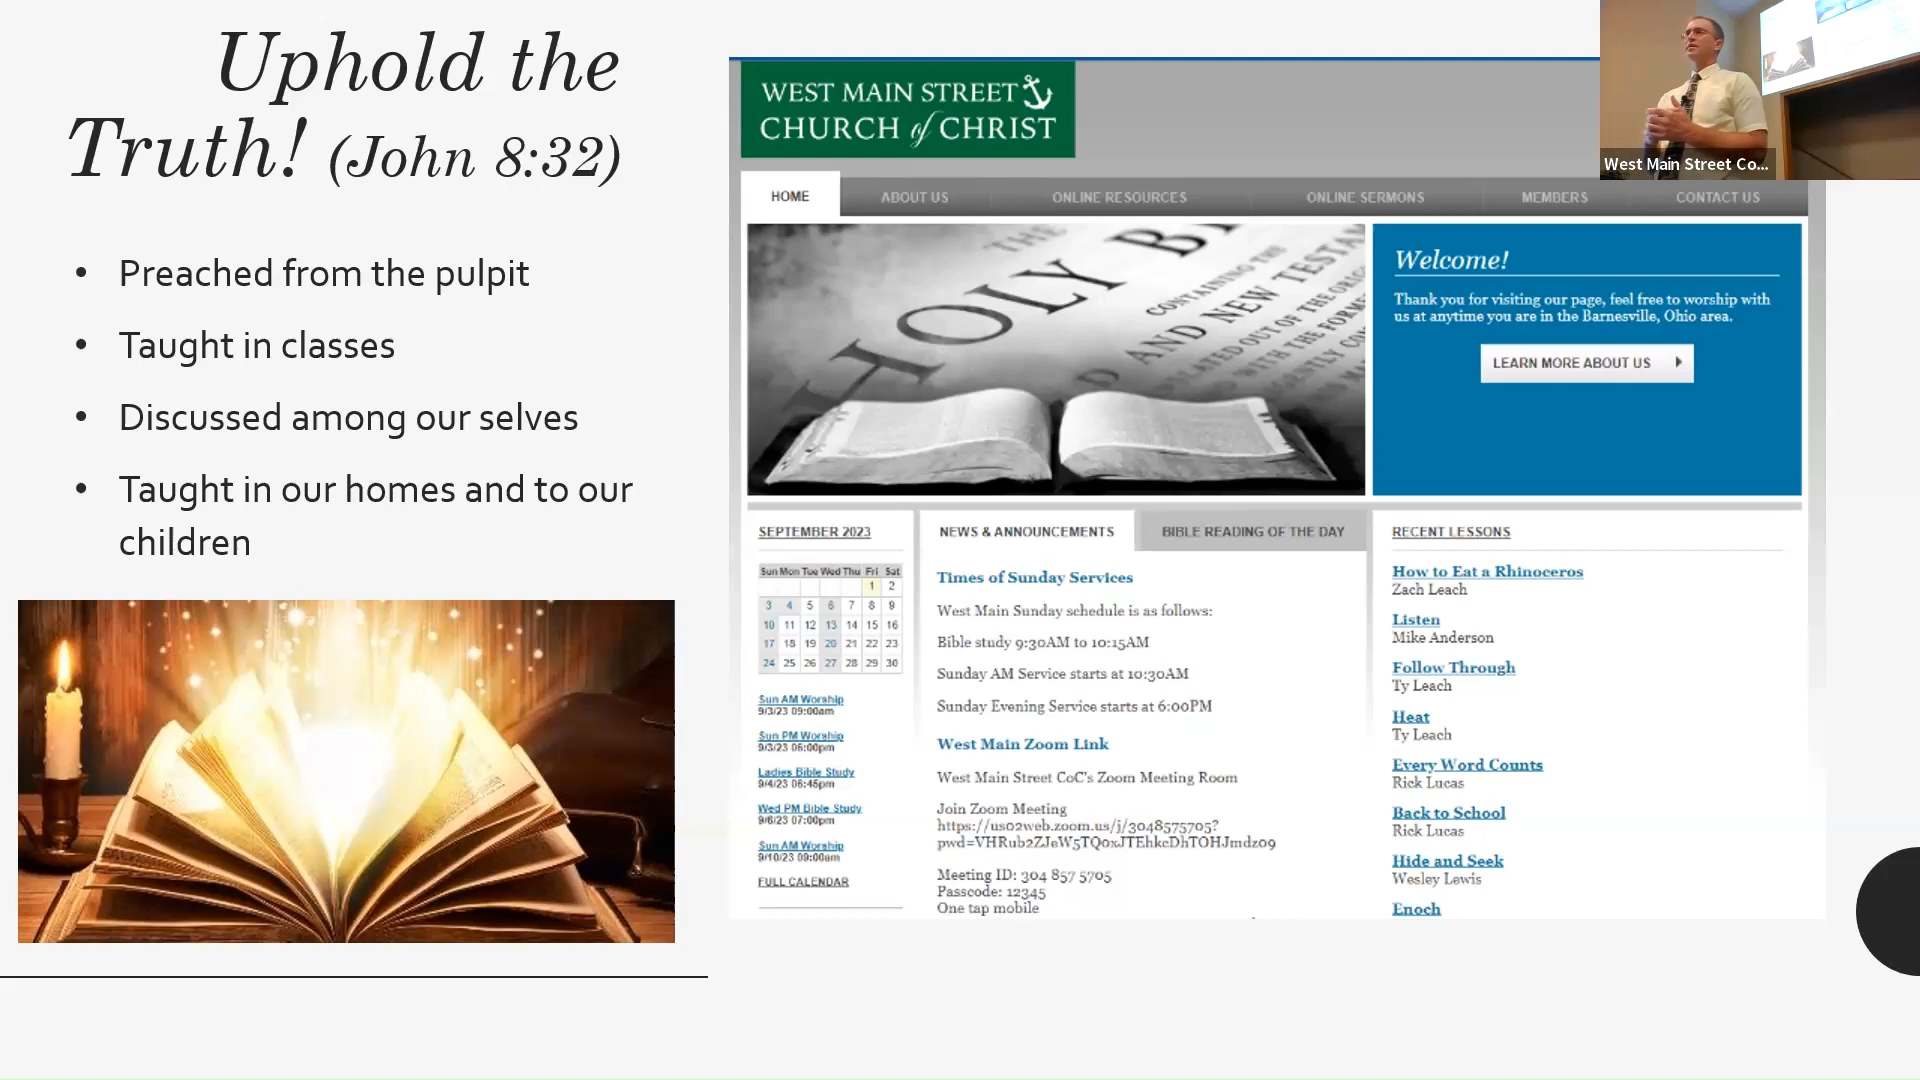 Uphold the
Truth! (John 8:32)
• Preached from the pulpit
• Taught in classes
• Discussed among our selves
• Taught in our homes and to our
children
WEST MAIN STREET
CHURCH of CHRIST
West Main Street Co...
HOME
ABOUT US
ONLINE RESOURCES
ONLINE SERMONS
MEMBERS
CONTACT US
THE
HOLY BI
CONTAINING THE
AND NEW TESTAM
Welcome!
Thank you for visiting our page, feel free to worship with
us at anytime you are in the Barnesville, Ohio area.
LEARN MORE ABOUT US
SEPTEMBER 2023
Sun Mon Tue Wed Thu Fri Sat
1 2
3 4 5 6 7 8 9
10 11 12 13 14 15 16
17 18 19 20 21 22 23
24 25 26 27 28 29 30
Sun AM Worship
9/3/23 09:00am
Sun PM Worship
9/3/23 06:00pm
Ladies Bible Study
9/4/23 06:45pm
Wed PM Bible Study
9/6/23 07:00pm
Sun AM Worship
9/10/23 09:00am
FULL CALENDAR
NEWS & ANNOUNCEMENTS
BIBLE READING OF THE DAY
Times of Sunday Services
West Main Sunday schedule is as follows:
Bible study 9:30AM to 10:15AM
Sunday AM Service starts at 10:30AM
Sunday Evening Service starts at 6:00PM
West Main Zoom Link
West Main Street CoC's Zoom Meeting Room
Join Zoom Meeting
https://us02web.zoom.us/j/3048575705?
pwd=VHRub2ZJeW5TQ0xJTEhkcDhTOHJmdz09
Meeting ID: 304 857 5705
Passcode: 12345
One tap mobile
RECENT LESSONS
How to Eat a Rhinoceros
Zach Leach
Listen
Mike Anderson
Follow Through
Ty Leach
Heat
Ty Leach
Every Word Counts
Rick Lucas
Back to School
Rick Lucas
Hide and Seek
Wesley Lewis
Enoch